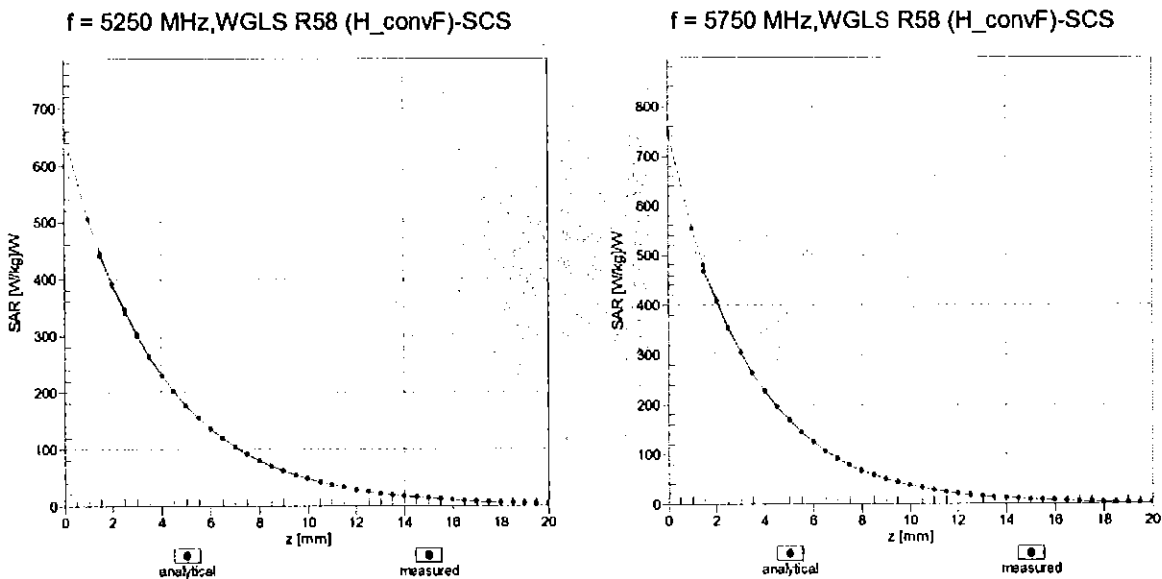 f = 5250 MHz,WGLS R58 (H_convF)-SCS
700
600
500
400
300
200
100
0
SAR [W/kg]/W
0 2 4 6 8 10 12 14 16 18 20
z [mm]
analytical
measured
f = 5750 MHz,WGLS R58 (H_convF)-SCS
800
700
600
500
400
300
200
100
0
SAR [W/kg]/W
0 2 4 6 8 10 12 14 16 18 20
z [mm]
analytical
measured